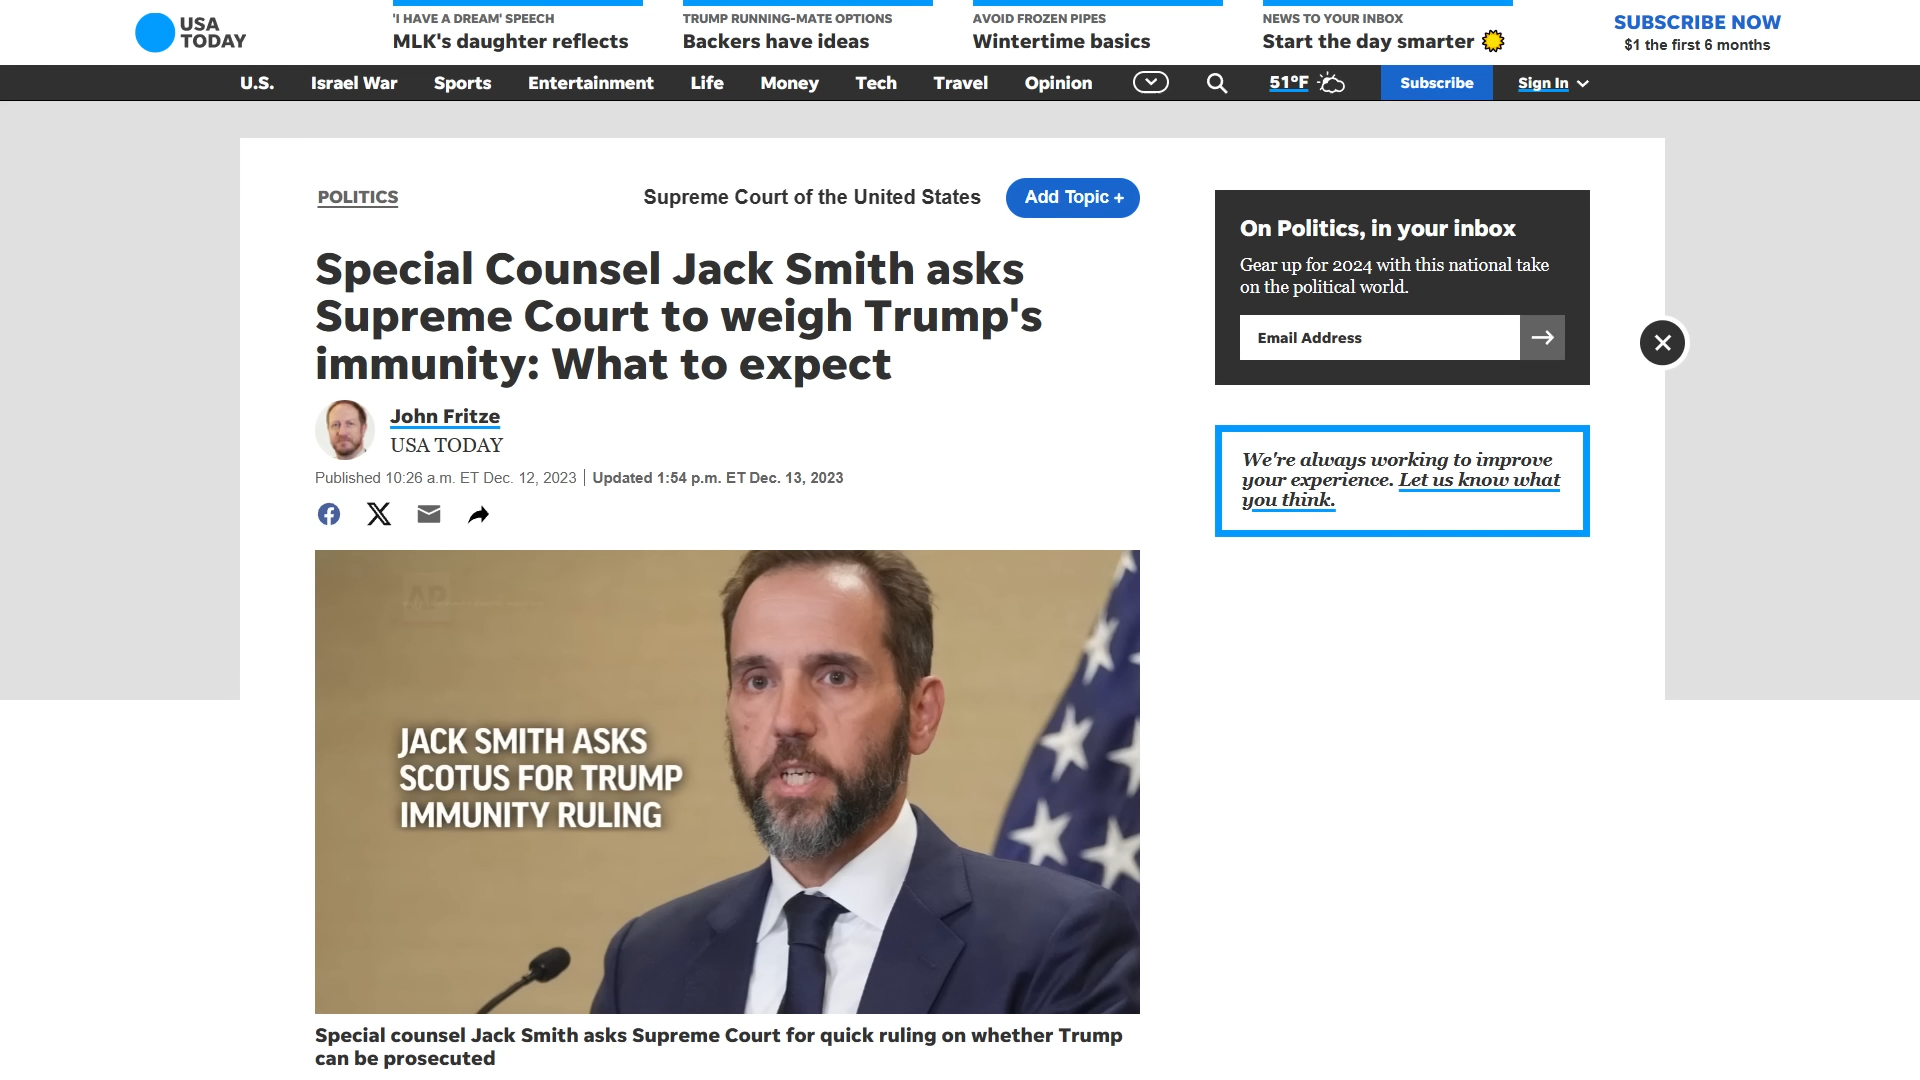 USA
TODAY
'I HAVE A DREAM' SPEECH
MLK's daughter reflects
TRUMP RUNNING-MATE OPTIONS
Backers have ideas
AVOID FROZEN PIPES
Wintertime basics
NEWS TO YOUR INBOX
Start the day smarter
SUBSCRIBE NOW
$1 the first 6 months
U.S. Israel War Sports Entertainment Life Money Tech Travel Opinion 51°F Subscribe Sign In
POLITICS
Supreme Court of the United States
Add Topic +
Special Counsel Jack Smith asks
Supreme Court to weigh Trump's
immunity: What to expect
John Fritze
USA TODAY
Published 10:26 a.m. ET Dec. 12, 2023 | Updated 1:54 p.m. ET Dec. 13, 2023
AP
JACK SMITH ASKS
SCOTUS FOR TRUMP
IMMUNITY RULING
Special counsel Jack Smith asks Supreme Court for quick ruling on whether Trump
can be prosecuted
On Politics, in your inbox
Gear up for 2024 with this national take
on the political world.
Email Address
We're always working to improve
your experience. Let us know what
you think.